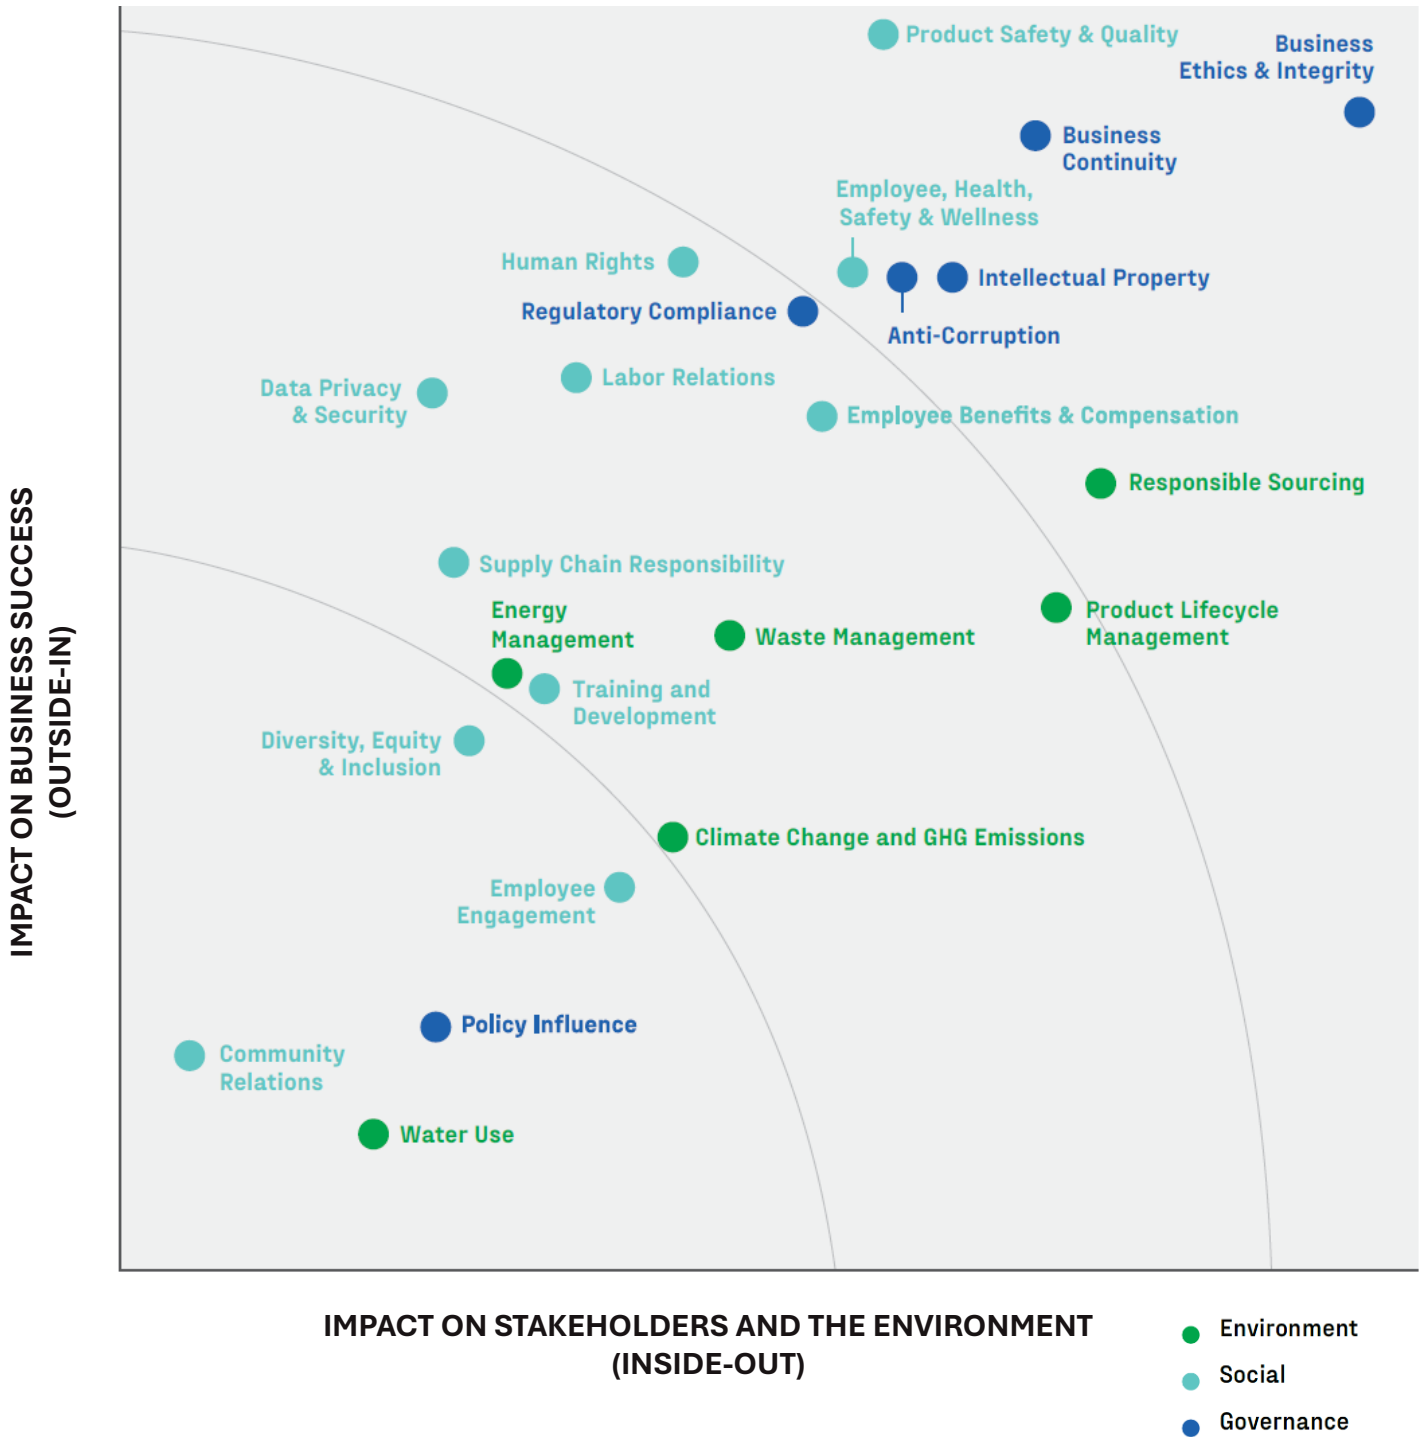 Product Safety & Quality
Business
Ethics & Integrity
Business
Continuity
Employee, Health,
Safety & Wellness
Human Rights
Intellectual Property
Regulatory Compliance
Anti-Corruption
Labor Relations
Data Privacy
& Security
Employee Benefits & Compensation
Responsible Sourcing
Supply Chain Responsibility
Energy
Management
Waste Management
Product Lifecycle
Management
Training and
Development
Diversity, Equity
& Inclusion
Climate Change and GHG Emissions
Employee
Engagement
Policy Influence
Community
Relations
Water Use
IMPACT ON BUSINESS SUCCESS
(OUTSIDE-IN)
IMPACT ON STAKEHOLDERS AND THE ENVIRONMENT
(INSIDE-OUT)
Environment
Social
Governance